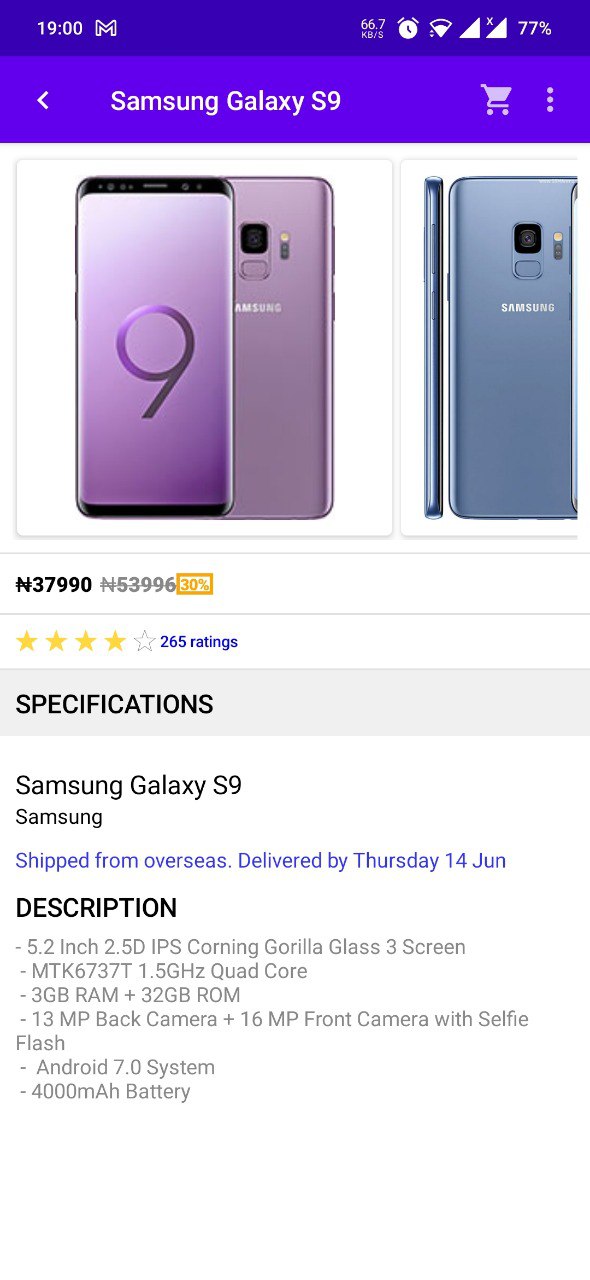 19:00
66.7
KB/S
x
77%
Samsung Galaxy S9
9
AMSUNG
SAMSUNG
₦37990 ₦53996 30%
265 ratings
SPECIFICATIONS
Samsung Galaxy S9
Samsung
Shipped from overseas. Delivered by Thursday 14 Jun
DESCRIPTION
- 5.2 Inch 2.5D IPS Corning Gorilla Glass 3 Screen
- MTK6737T 1.5GHz Quad Core
- 3GB RAM + 32GB ROM
- 13 MP Back Camera + 16 MP Front Camera with Selfie
Flash
- Android 7.0 System
- 4000mAh Battery